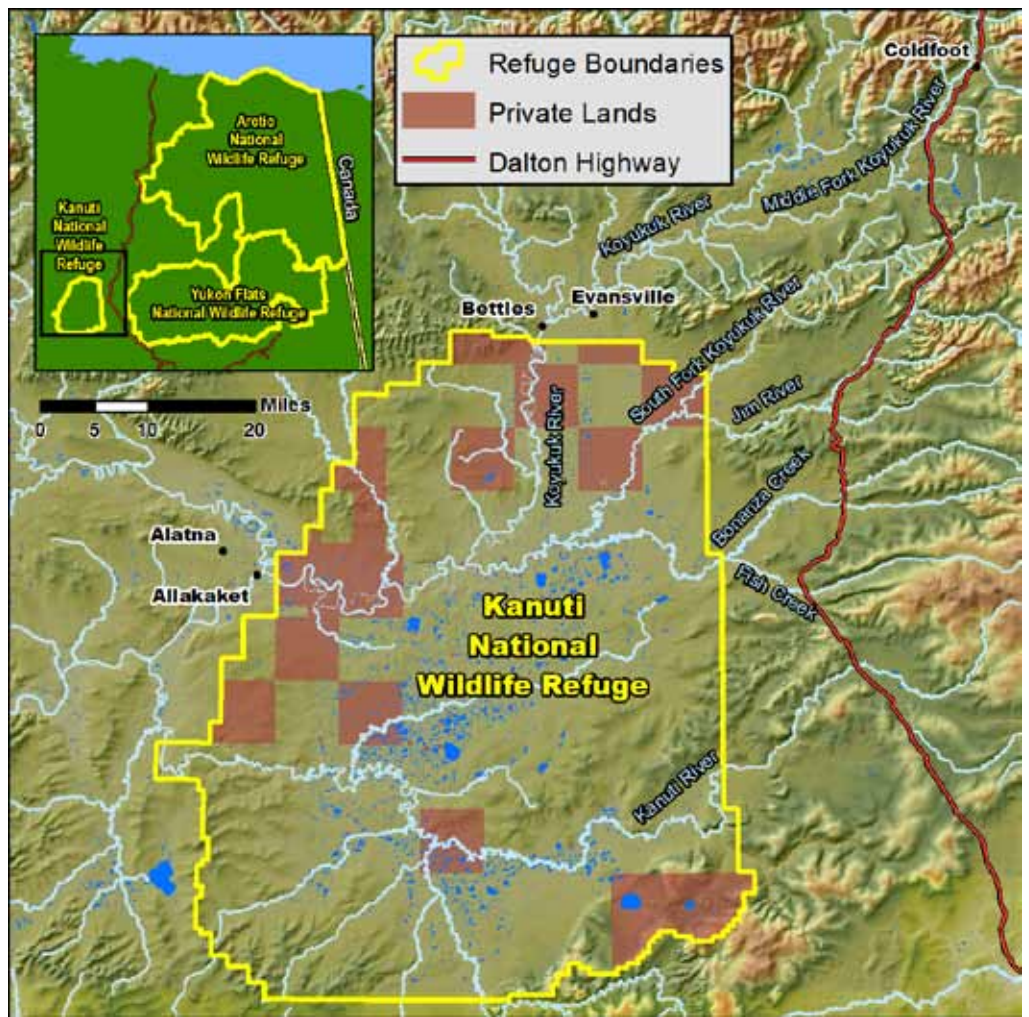 Arctic
National
Wildlife Refuge
Canada
Kanuti
National
Wildlife
Refuge
Yukon Flats
National Wildlife Refuge
Refuge Boundaries
Private Lands
Dalton Highway
Coldfoot
Middle Fork Koyukuk River
Koyukuk River
Bettles
Evansville
South Fork Koyukuk River
Miles
0 5 10 20
Jim River
Koyukuk River
Bonanza Creek
Alatna
Allakaket
Fish Creek
Kanuti
National
Wildlife Refuge
Kanuti River